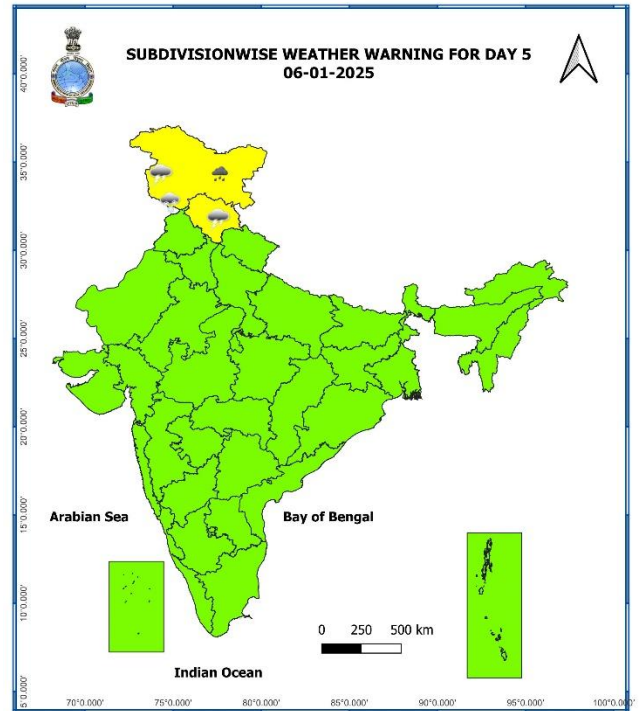 SUBDIVISIONWISE WEATHER WARNING FOR DAY 5
06-01-2025
40°0.000'
35°0.000'
30°0.000'
25°0.000'
20°0.000'
15°0.000'
10°0.000'
5°0.000'
Arabian Sea
Bay of Bengal
0 250 500 km
Indian Ocean
70°0.000' 75°0.000' 80°0.000' 85°0.000' 90°0.000' 95°0.000' 100°0.000'